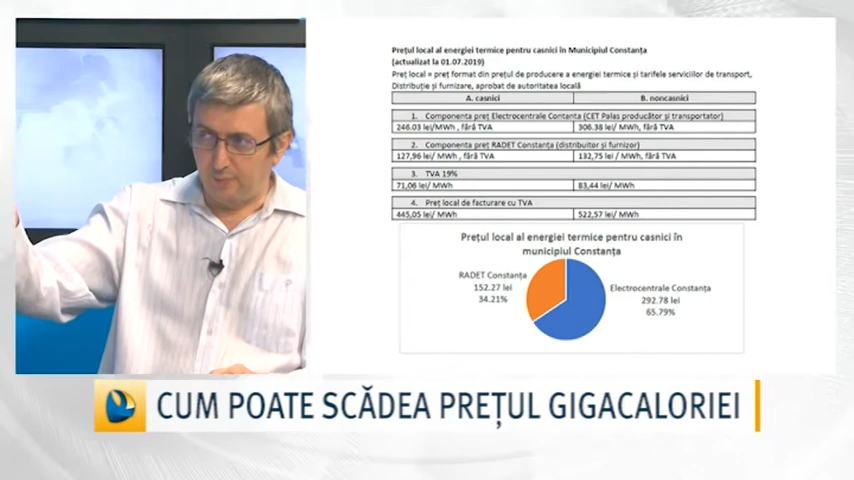 Prețul local al energiei termice pentru casnici în Municipiul Constanța
(actualizat la 01.07.2019)
Preț local = preț format din prețul de producere a energiei termice și tarifele serviciilor de transport,
Distribuție și furnizare, aprobat de autoritatea locală
A. casnici B. noncasnici
1. Componenta preț Electrocentrale Contanta (CET Palas producător și transportator)
246.03 lei/MWh , fără TVA 306.38 lei/ MWh, fără TVA
2. Componenta preț RADET Constanța (distribuitor și furnizor)
127,96 lei/ MWh , fără TVA 132,75 lei/ MWh, fără TVA
3. TVA 19%
71,06 lei/ MWh 83,44 lei/ MWh
4. Preț local de facturare cu TVA
445,05 lei/ MWh 522,57 lei/ MWh
Prețul local al energiei termice pentru casnici în
municipiul Constanța
RADET Constanța
152.27 lei
34.21%
Electrocentrale Constanța
292.78 lei
65.79%
CUM POATE SCĂDEA PREȚUL GIGACALORIEI